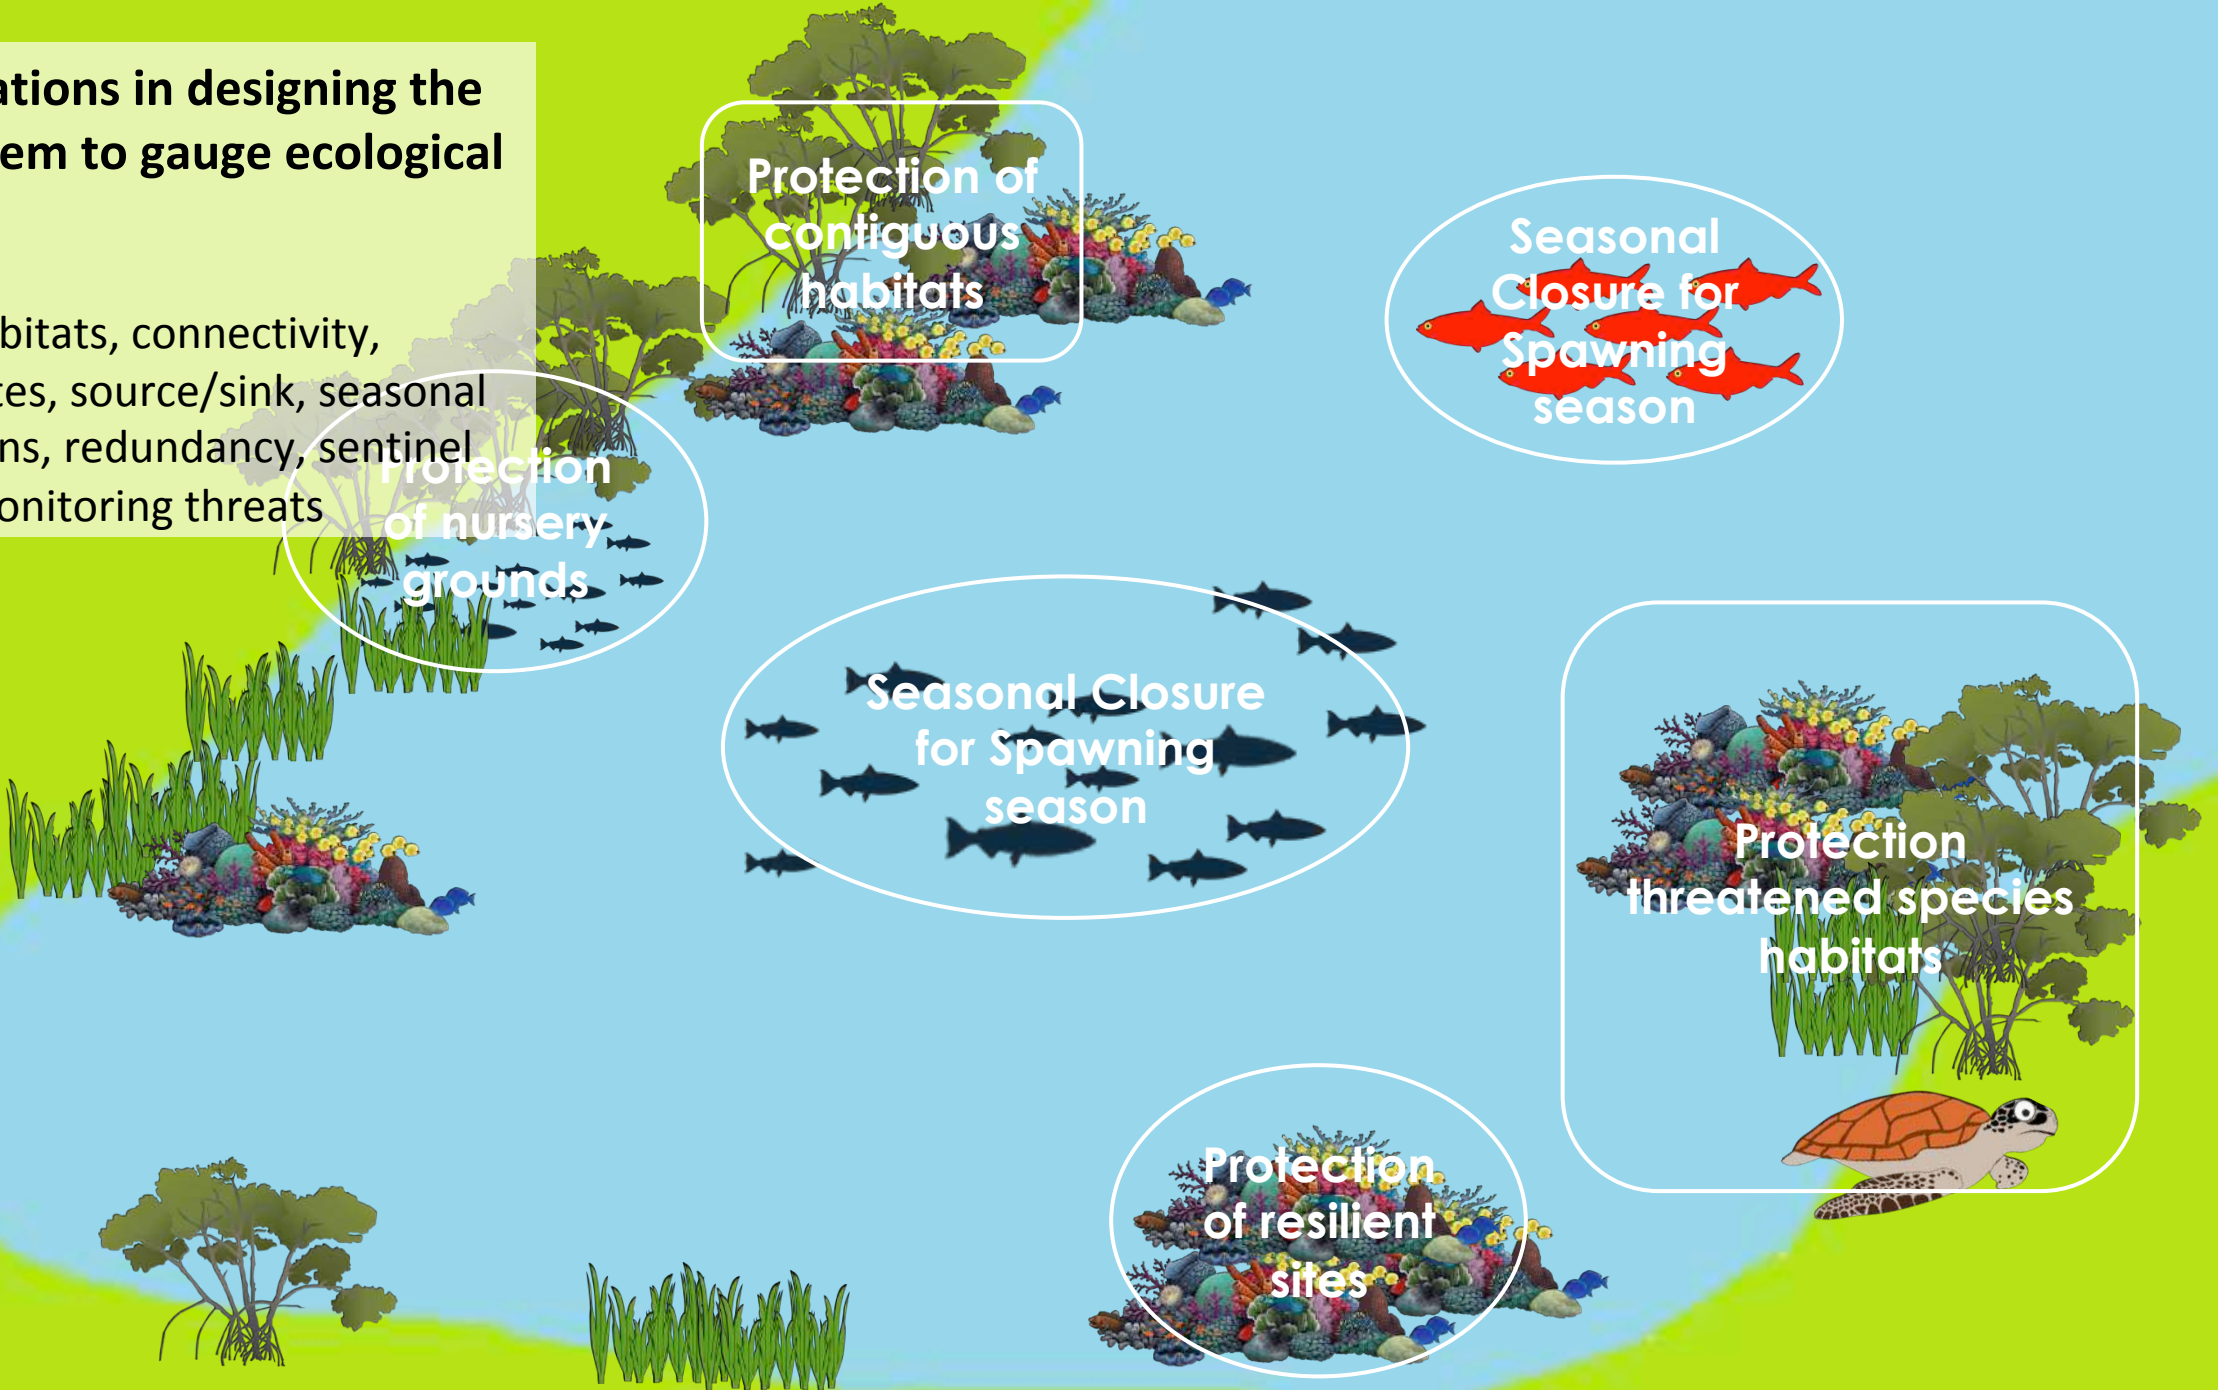 ations in designing the
em to gauge ecological
bitats, connectivity,
tes, source/sink, seasonal
ns, redundancy, sentinel
onitoring threats
Protection of
contiguous
habitats
Seasonal
Closure for
Spawning
season
Protection
of nursery
grounds
Seasonal Closure
for Spawning
season
Protection
threatened species
habitats
Protection
of resilient
sites